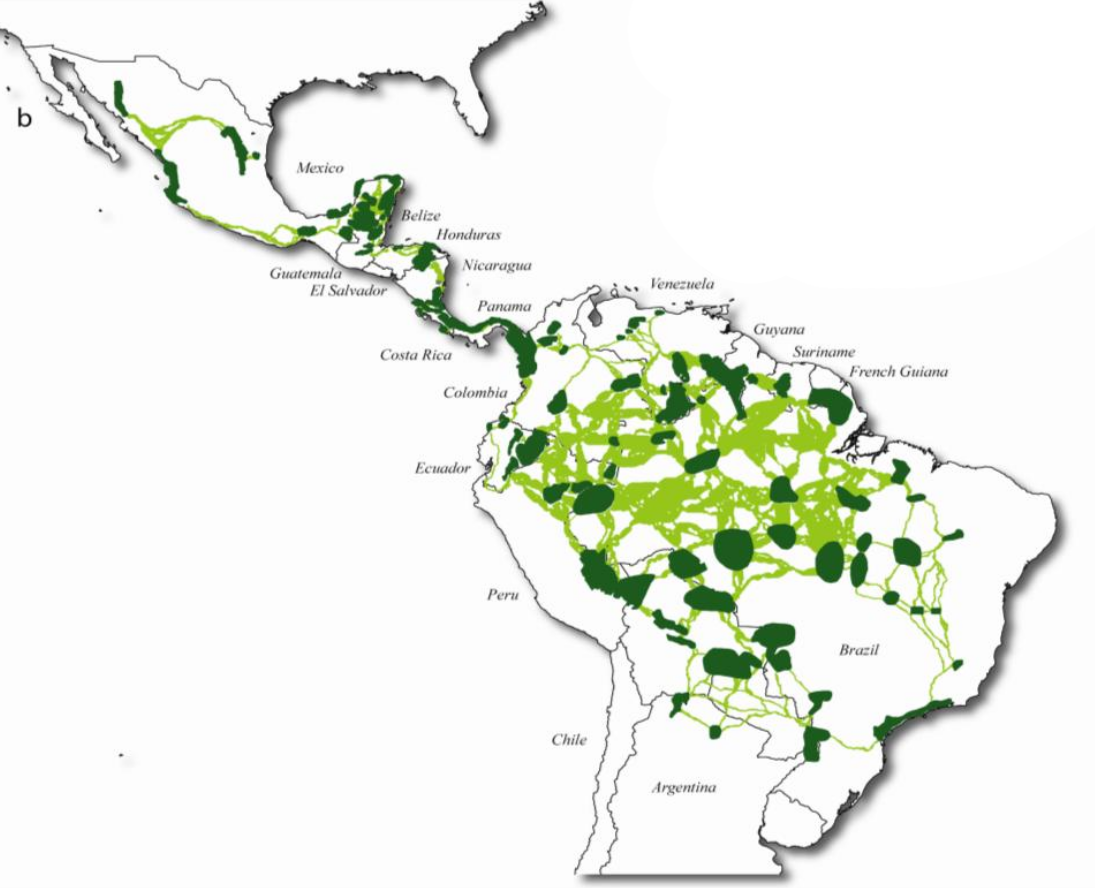 b
Mexico
Belize
Honduras
Guatemala
Nicaragua
El Salvador
Venezuela
Panama
Guyana
Costa Rica
Suriname
French Guiana
Colombia
Ecuador
Peru
Brazil
Chile
Argentina